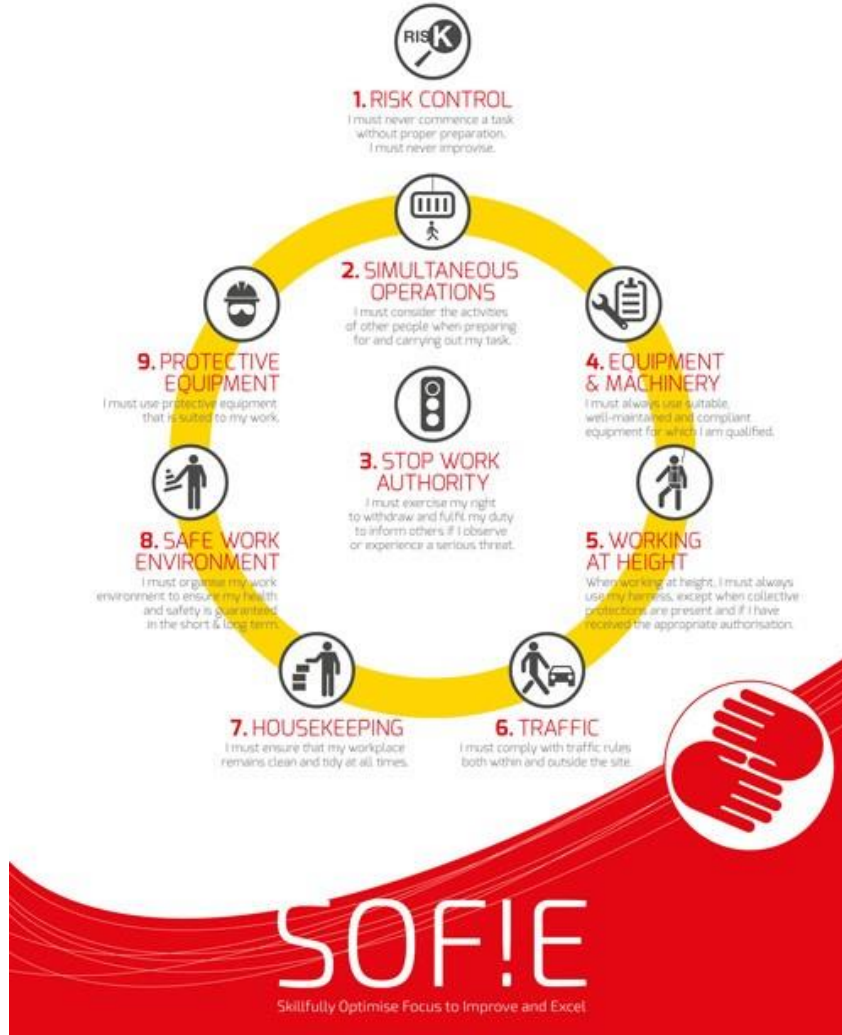 RISK
1. RISK CONTROL
I must never commence a task
without proper preparation.
I must never improvise.
2. SIMULTANEOUS
OPERATIONS
I must consider the activities
of other people when preparing
for and carrying out my task.
3. STOP WORK
AUTHORITY
I must exercise my right
to withdraw and fulfil my duty
to inform others if I observe
or experience a serious threat.
4. EQUIPMENT
& MACHINERY
I must always use suitable,
well-maintained and compliant
equipment for which I am qualified.
5. WORKING
AT HEIGHT
When working at height, I must always
use my harness, except when collective
protections are present and if I have
received the appropriate authorisation.
6. TRAFFIC
I must comply with traffic rules
both within and outside the site.
7. HOUSEKEEPING
I must ensure that my workplace
remains clean and tidy at all times.
8. SAFE WORK
ENVIRONMENT
I must organise my work
environment to ensure my health
and safety is guaranteed
in the short & long term.
9. PROTECTIVE
EQUIPMENT
I must use protective equipment
that is suited to my work.
SOF!E
Skillfully Optimise Focus to Improve and Excel